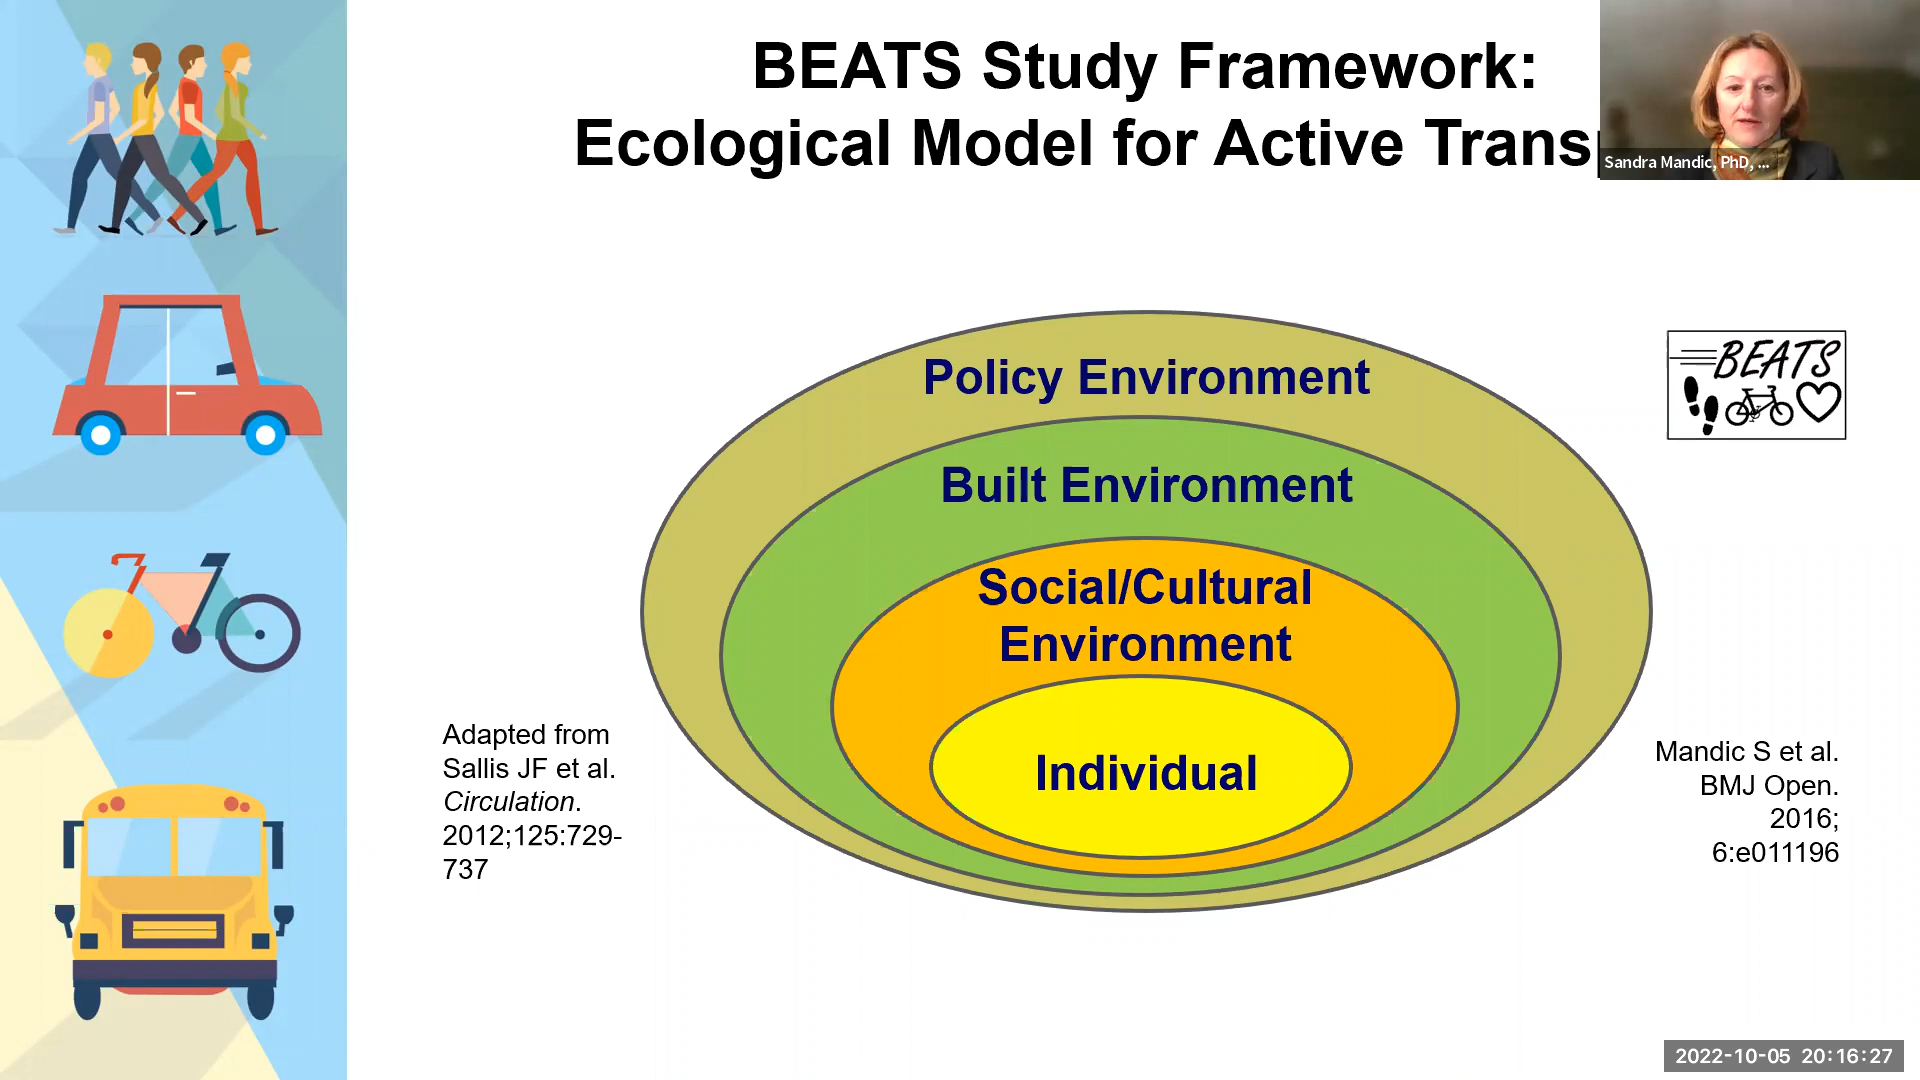 BEATS Study Framework:
Ecological Model for Active Trans
Sandra Mandic, PhD, ...
Policy Environment
BEATS
Built Environment
Social/Cultural
Environment
Individual
Adapted from
Sallis JF et al.
Circulation.
2012;125:729-
737
Mandic S et al.
BMJ Open.
2016;
6:e011196
2022-10-05 20:16:27